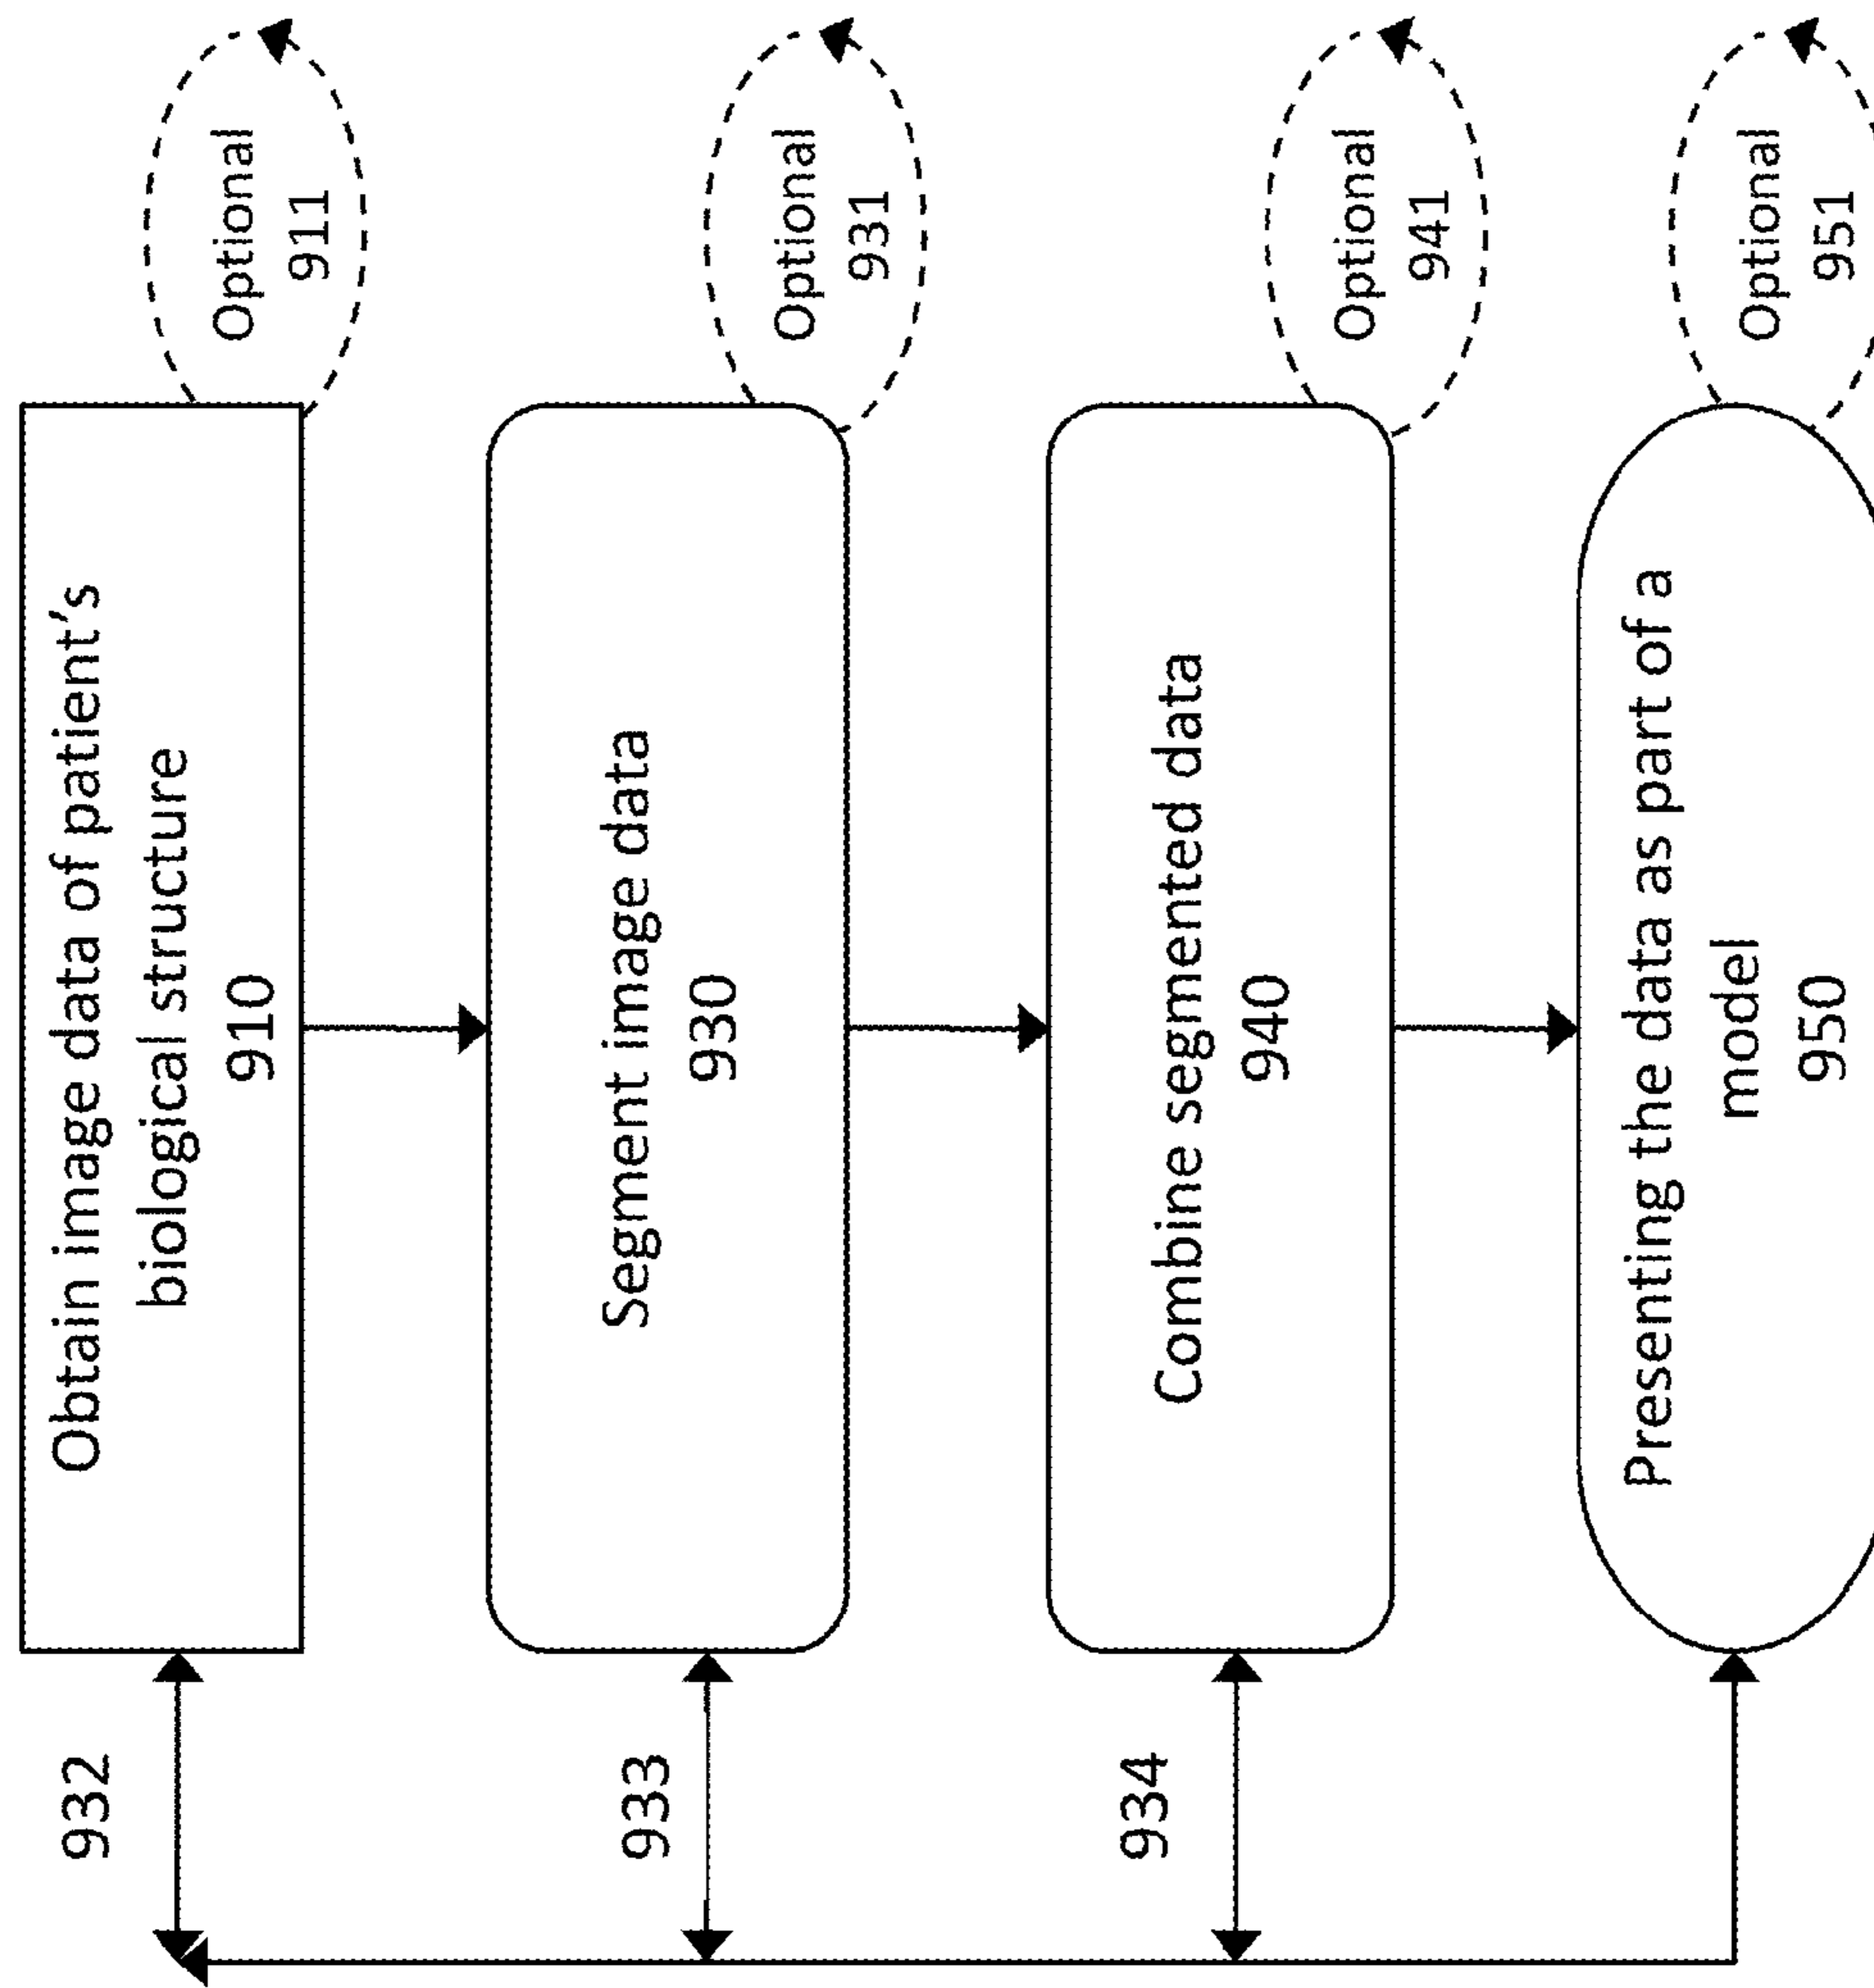 Obtain image data of patient's
biological structure
910
Optional
911
932
Segment image data
930
Optional
931
933
Combine segmented data
940
Optional
941
934
Presenting the data as part of a
model
950
Optional
951